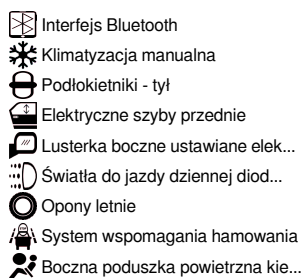 Interfejs Bluetooth
Klimatyzacja manualna
Podłokietniki - tył
Elektryczne szyby przednie
Lusterka boczne ustawiane elek...
Światła do jazdy dziennej diod...
Opony letnie
System wspomagania hamowania
Boczna poduszka powietrzna kie...